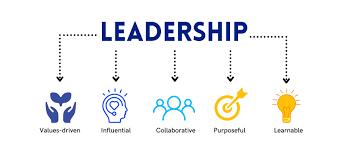 LEADERSHIP
Values-driven
Influential
Collaborative
Purposeful
Learnable